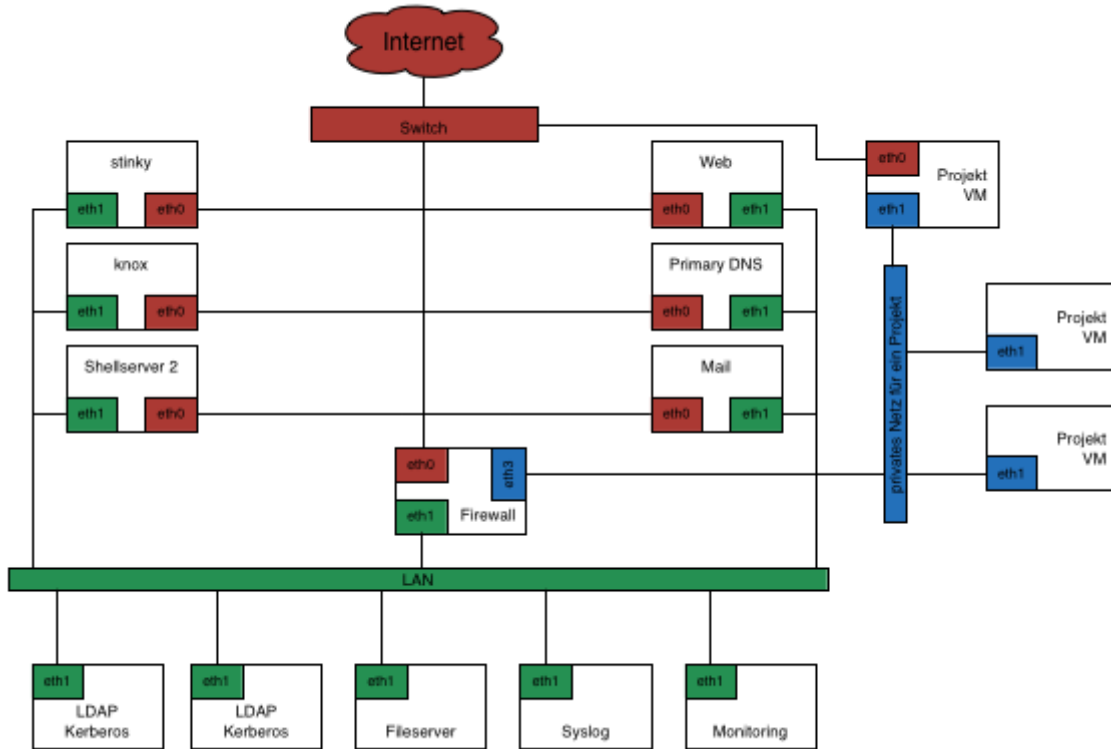 Internet
Switch
stinky
eth1
eth0
Web
eth0
eth1
eth0
Projekt
VM
eth1
knox
eth1
eth0
Primary DNS
eth0
eth1
privates Netz für ein Projekt
Projekt
VM
eth1
Shellserver 2
eth1
eth0
Mail
eth0
eth1
Projekt
VM
eth1
eth0
eth3
eth1
Firewall
LAN
eth1
LDAP
Kerberos
eth1
LDAP
Kerberos
eth1
Fileserver
eth1
Syslog
eth1
Monitoring